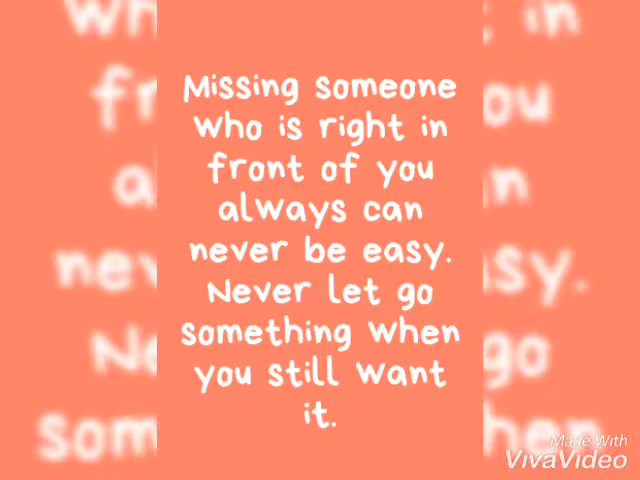 Missing someone
who is right in
front of you
always can
never be easy.
Never let go
something when
you still want
it.
Made With
VivaVideo